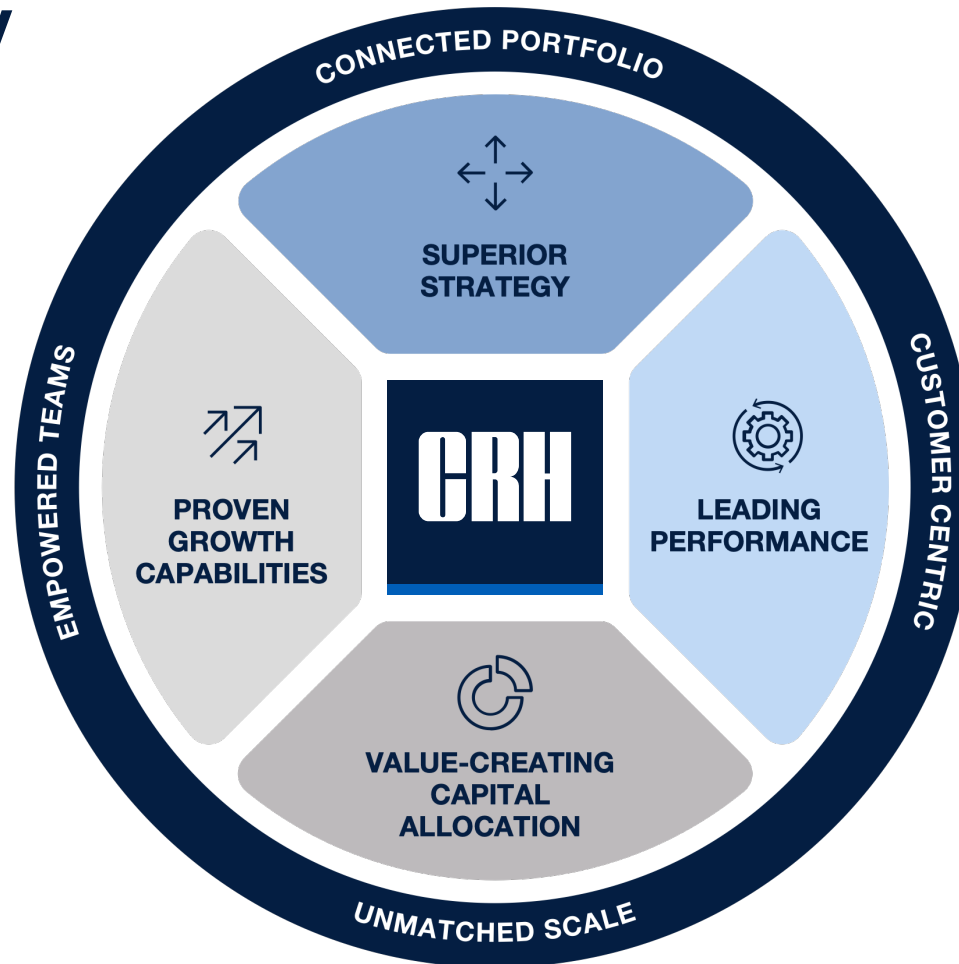 CONNECTED PORTFOLIO
SUPERIOR
STRATEGY
EMPOWERED TEAMS
PROVEN
GROWTH
CAPABILITIES
CRH
LEADING
PERFORMANCE
CUSTOMER CENTRIC
VALUE-CREATING
CAPITAL
ALLOCATION
UNMATCHED SCALE